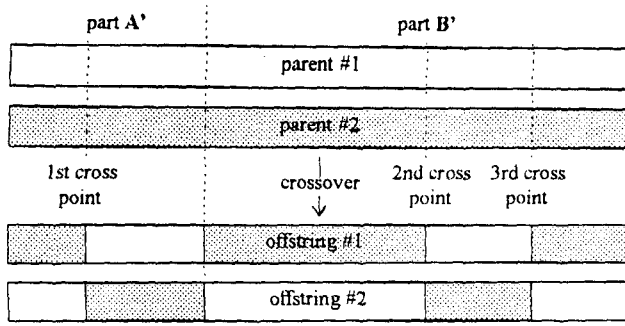 part A' part B'
parent #1
parent #2
1st cross
point
crossover
2nd cross
point
3rd cross
point
offstring #1
offstring #2